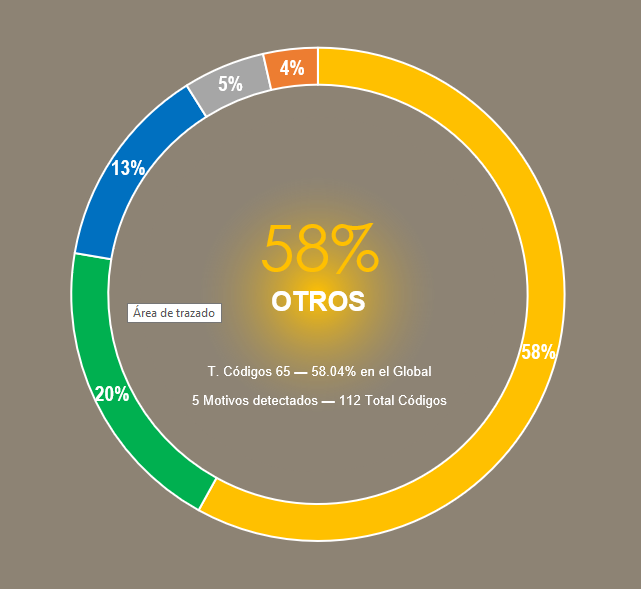 4%
5%
13%
58%
OTROS
Área de trazado
58%
T. Códigos 65 — 58.04% en el Global
20%
5 Motivos detectados — 112 Total Códigos